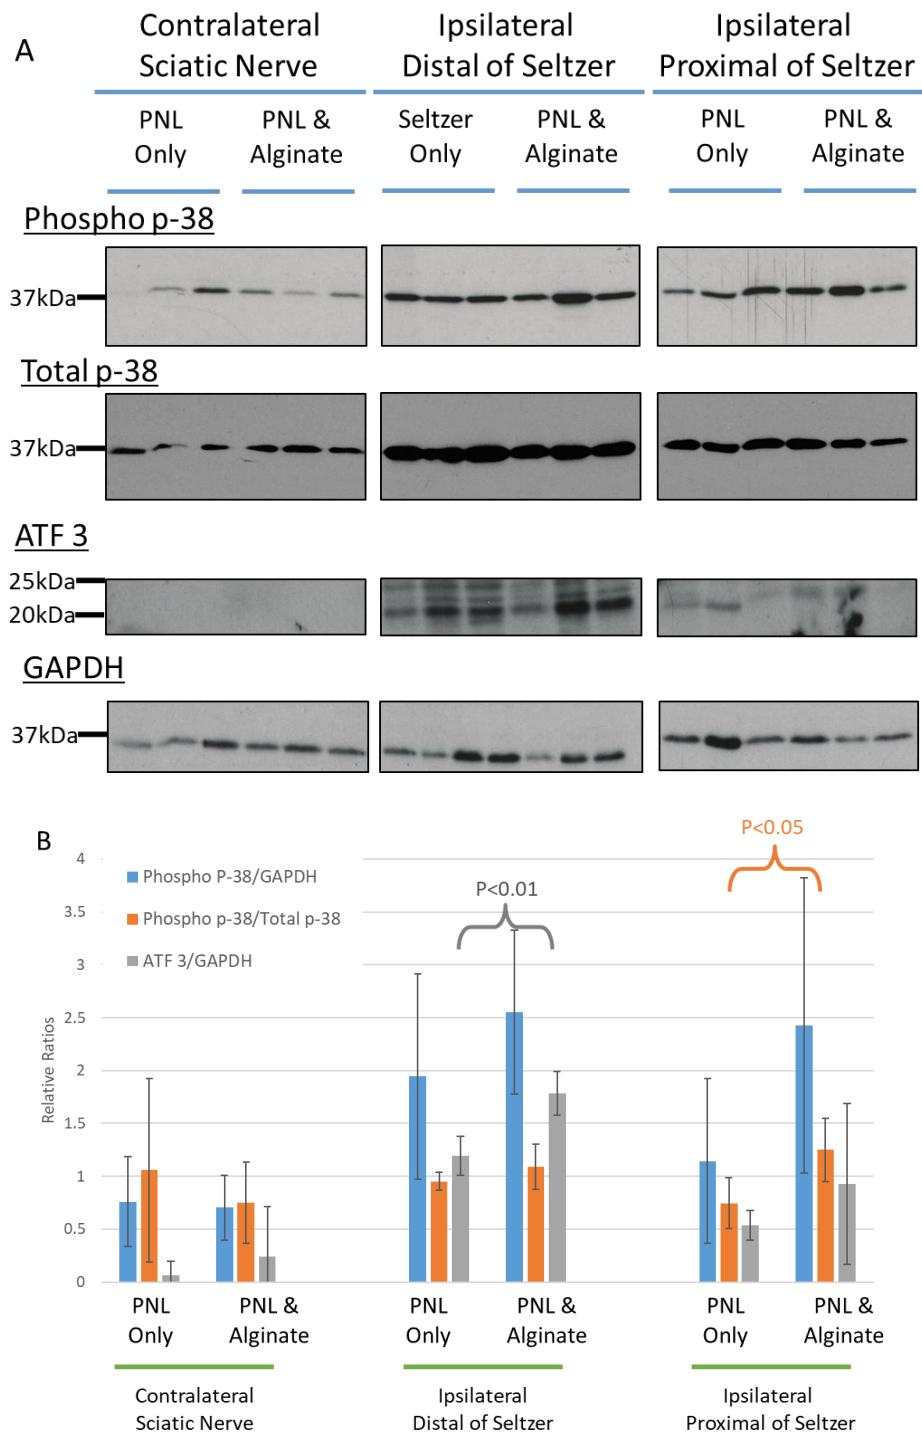 A
Contralateral
Sciatic Nerve
Ipsilateral
Distal of Seltzer
Ipsilateral
Proximal of Seltzer
PNL
Only
PNL &
Alginate
Seltzer
Only
PNL &
Alginate
PNL
Only
PNL &
Alginate
Phospho p-38
37kDa
Total p-38
37kDa
ATF 3
25kDa
20kDa
GAPDH
37kDa
B
P<0.05
P<0.01
Phospho P-38/GAPDH
Phospho p-38/Total p-38
ATF 3/GAPDH
Relative Ratios
4
3.5
3
2.5
2
1.5
1
0.5
0
PNL
Only
PNL &
Alginate
PNL
Only
PNL &
Alginate
PNL
Only
PNL &
Alginate
Contralateral
Sciatic Nerve
Ipsilateral
Distal of Seltzer
Ipsilateral
Proximal of Seltzer